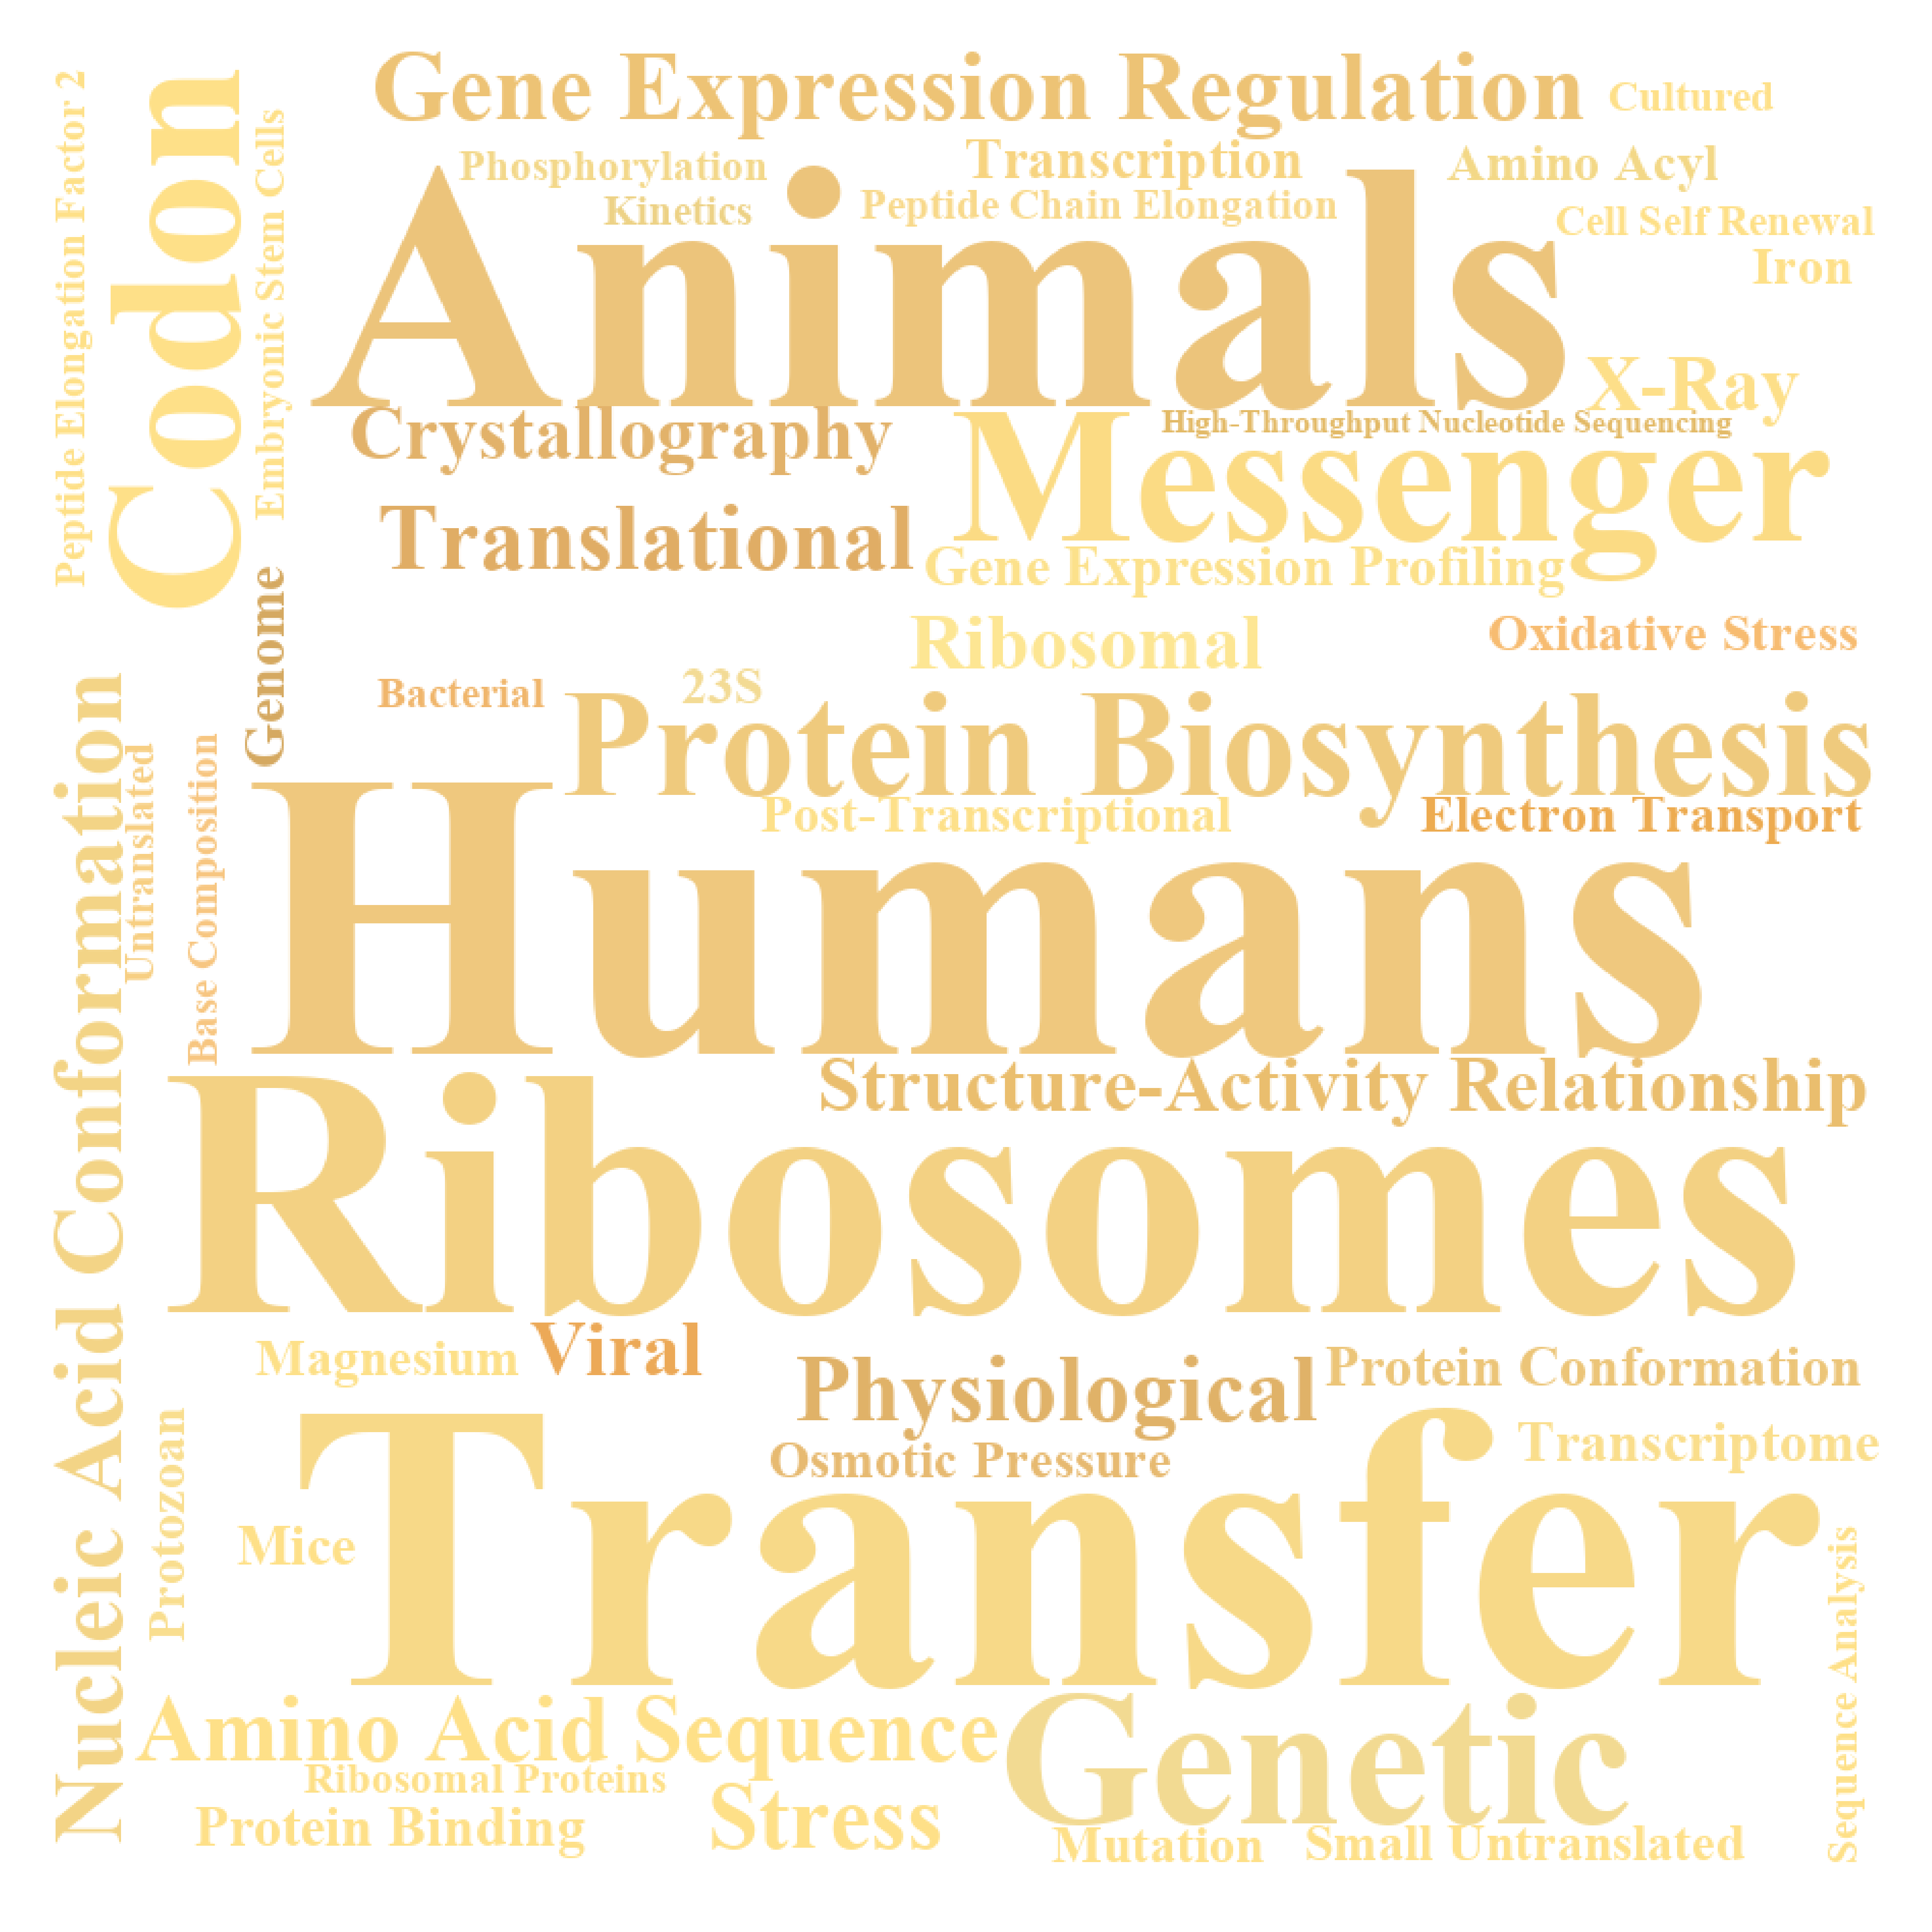 Gene Expression Regulation
Cultured
Phosphorylation
Transcription
Amino Acyl
Kinetics
Peptide Chain Elongation
Cell Self Renewal
Iron
Animals
Peptide Elongation Factor 2
Codon
Embryonic Stem Cells
X-Ray
Crystallography
High-Throughput Nucleotide Sequencing
Messenger
Translational
Gene Expression Profiling
Genome
Ribosomal
Oxidative Stress
Bacterial
23S
Protein Biosynthesis
Post-Transcriptional
Electron Transport
Nucleic Acid Conformation
Untranslated
Base Composition
Humans
Structure-Activity Relationship
Ribosomes
Magnesium
Viral
Physiological
Protein Conformation
Osmotic Pressure
Transcriptome
Protozoan
Mice
Transfer
Sequence Analysis
Amino Acid Sequence
Genetic
Ribosomal Proteins
Protein Binding
Stress
Mutation
Small Untranslated